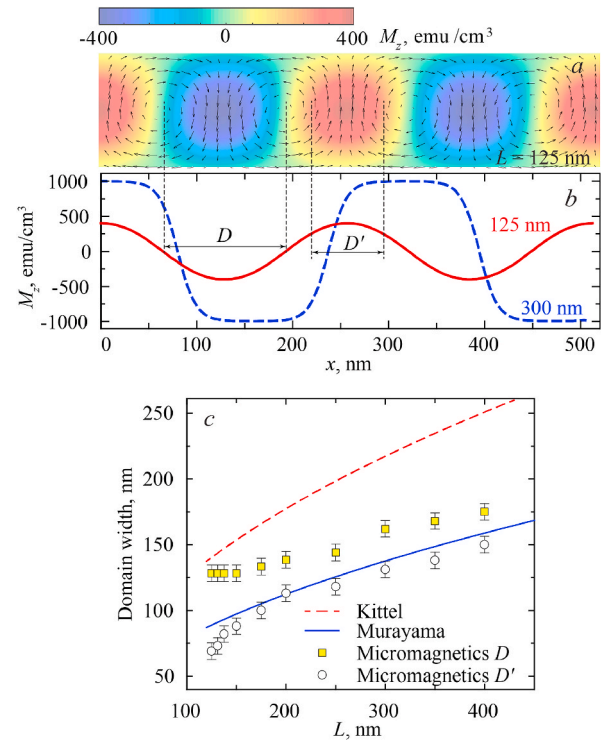 -400 0 400
M_z, emu/cm³
a
L = 125 nm
1000
500
0
-500
-1000
M_z, emu/cm³
b
125 nm
D
D'
300 nm
0 100 200 300 400 500
x, nm
c
250
200
150
100
50
Domain width, nm
Kittel
Murayama
Micromagnetics D
Micromagnetics D'
100 200 300 400
L, nm